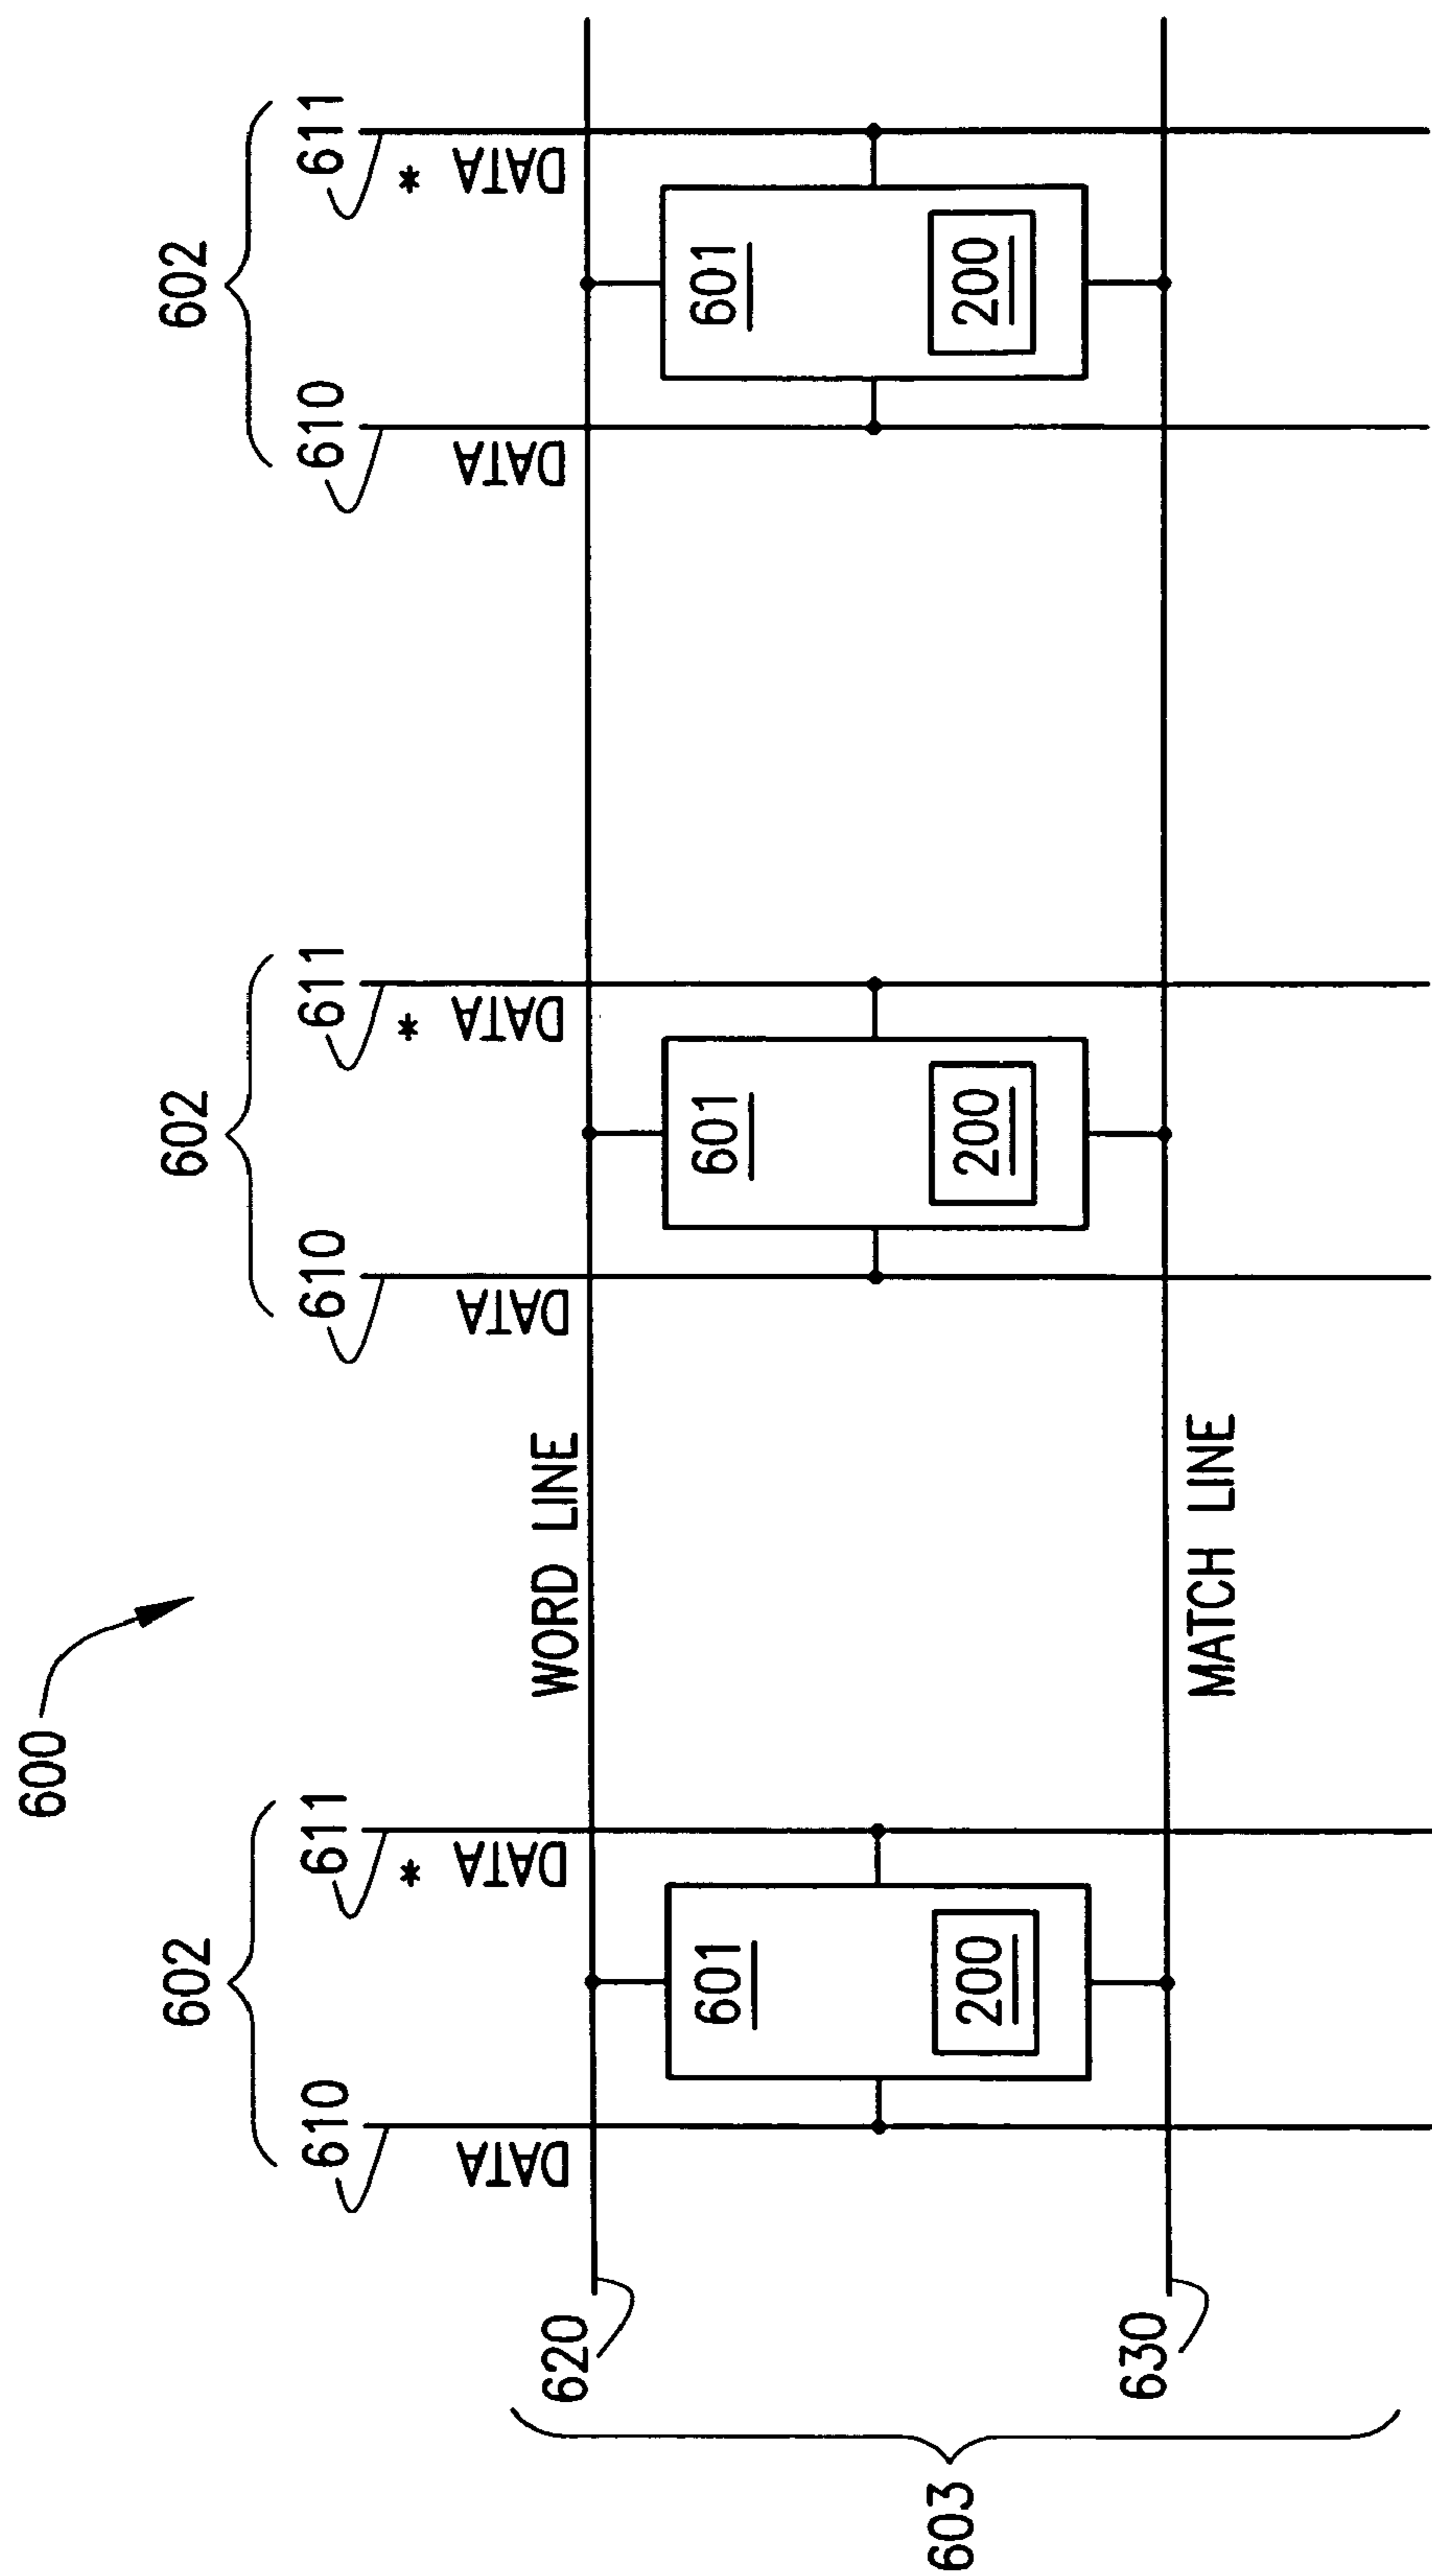 600
602 602 602
610 611 610 611 610 611
DATA DATA * DATA DATA * DATA DATA *
WORD LINE
620
601 601 601
603
200 200 200
630
MATCH LINE